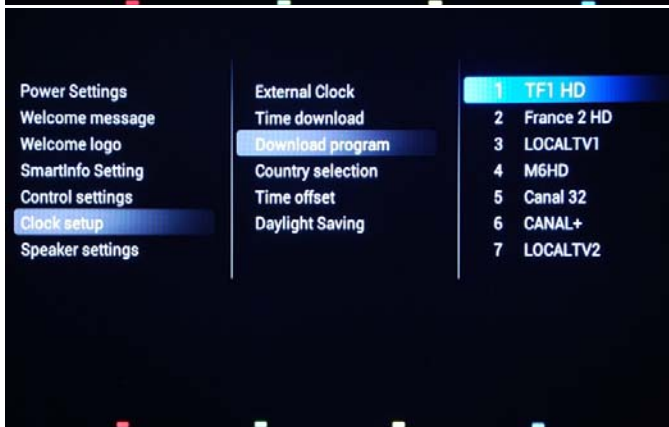 Power Settings
Welcome message
Welcome logo
SmartInfo Setting
Control settings
Clock setup
Speaker settings
External Clock
Time download
Download program
Country selection
Time offset
Daylight Saving
1 TF1 HD
2 France 2 HD
3 LOCALTV1
4 M6HD
5 Canal 32
6 CANAL+
7 LOCALTV2